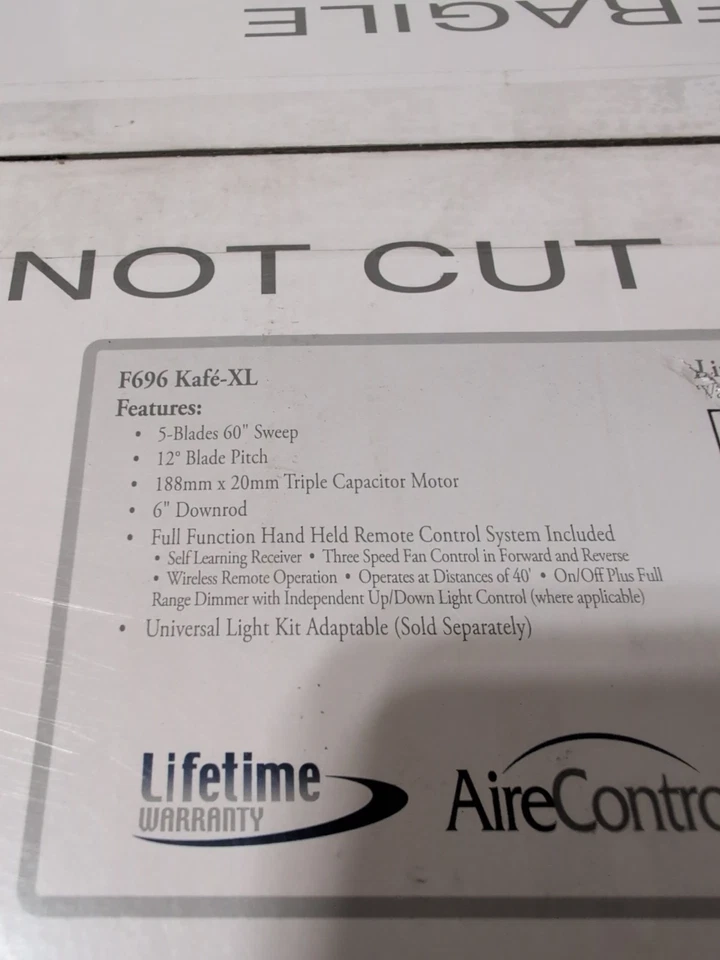 FRAGILE
NOT CUT
F696 Kafé-XL
Features:
• 5-Blades 60" Sweep
• 12° Blade Pitch
• 188mm x 20mm Triple Capacitor Motor
• 6" Downrod
• Full Function Hand Held Remote Control System Included
• Self Learning Receiver • Three Speed Fan Control in Forward and Reverse
• Wireless Remote Operation • Operates at Distances of 40' • On/Off Plus Full
Range Dimmer with Independent Up/Down Light Control (where applicable)
• Universal Light Kit Adaptable (Sold Separately)
Lifetime
WARRANTY
AireContro